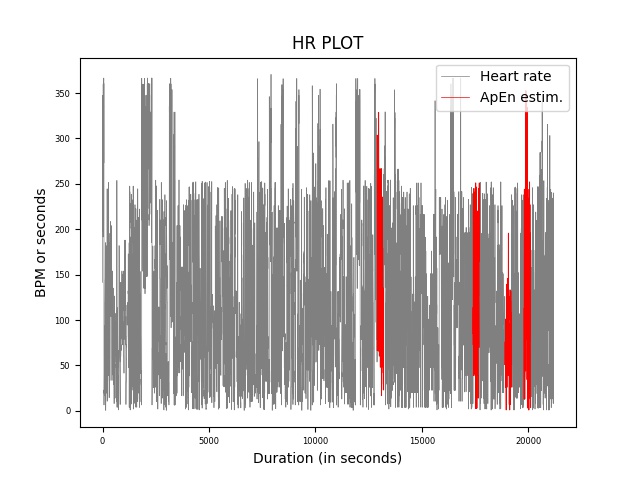 HR PLOT
Heart rate
ApEn estim.
BPM or seconds
350
300
250
200
150
100
50
0
0
5000
10000
15000
20000
Duration (in seconds)